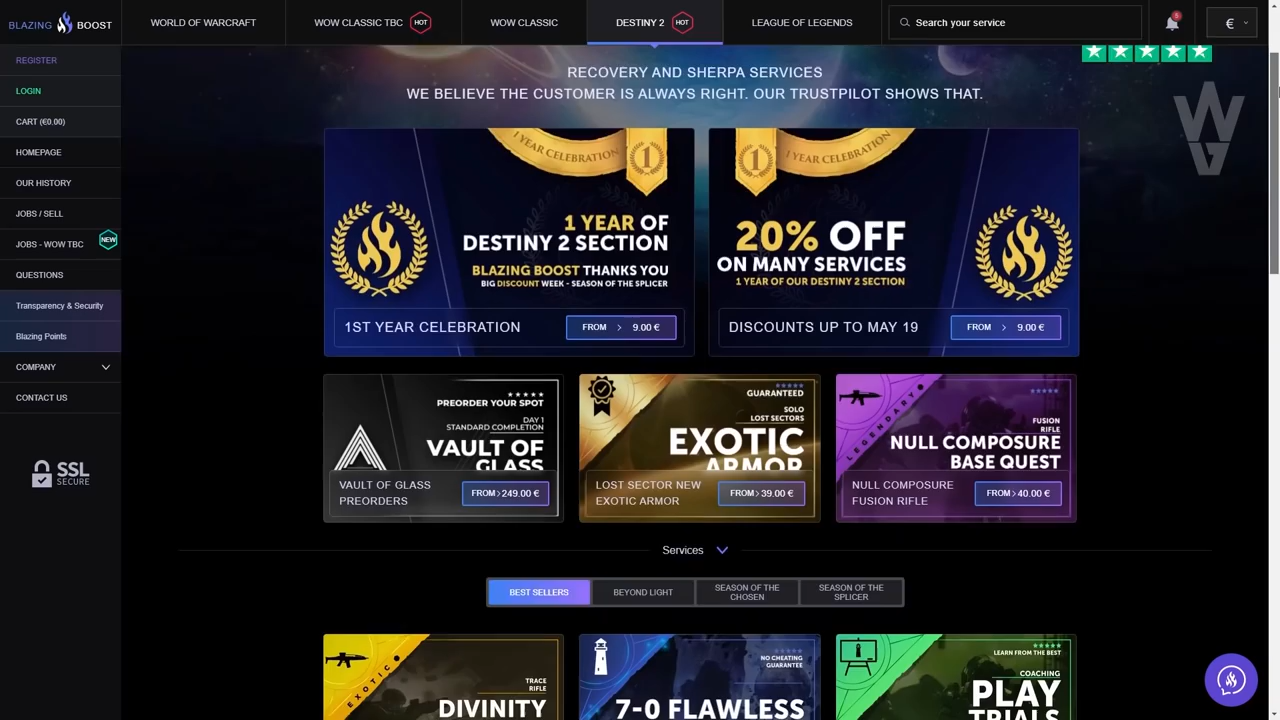 BLAZING BOOST
WORLD OF WARCRAFT
WOW CLASSIC TBC
HOT
WOW CLASSIC
DESTINY 2
HOT
LEAGUE OF LEGENDS
Search your service
6
€
REGISTER
LOGIN
CART (€0.00)
HOMEPAGE
OUR HISTORY
JOBS / SELL
JOBS - WOW TBC
NEW
QUESTIONS
Transparency & Security
Blazing Points
COMPANY
CONTACT
SSL
SECURE
RECOVERY AND SHERPA SERVICES
WE BELIEVE THE CUSTOMER IS ALWAYS RIGHT. OUR TRUSTPILOT SHOWS THAT.
1 YEAR CELEBRATION
1
1 YEAR OF
DESTINY 2 SECTION
BLAZING BOOST THANKS YOU
BIG DISCOUNT WEEK - SEASON OF THE SPLICER
1ST YEAR CELEBRATION
FROM > 9.00 €
1
1 YEAR CELEBRATION
20% OFF
ON MANY SERVICES
1 YEAR OF OUR DESTINY 2 SECTION
DISCOUNTS UP TO MAY 19
FROM > 9.00 €
PREORDER YOUR SPOT
DAY 1
STANDARD COMPLETION
VAULT OF
GLASS
VAULT OF GLASS
PREORDERS
FROM > 249.00 €
GUARANTEED
SOLO
LOST SECTORS
EXOTIC
ARMOR
LOST SECTOR NEW
EXOTIC ARMOR
FROM > 39.00 €
LEGENDARY
FUSION
RIFLE
NULL COMPOSURE
BASE QUEST
NULL COMPOSURE
FUSION RIFLE
FROM > 40.00 €
Services
BEST SELLERS
BEYOND LIGHT
SEASON OF THE
CHOSEN
SEASON OF THE
SPLICER
EXOTIC
TRACE
RIFLE
DIVINITY
NO CHEATING
GUARANTEE
7-0 FLAWLESS
LEARN FROM THE BEST
COACHING
PLAY
TRIALS